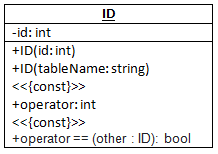 ID
-id: int
+ID(id: int)
+ID(tableName: string)
<<{const}>>
+operator: int
<<{const}>>
+operator == (other : ID): bool